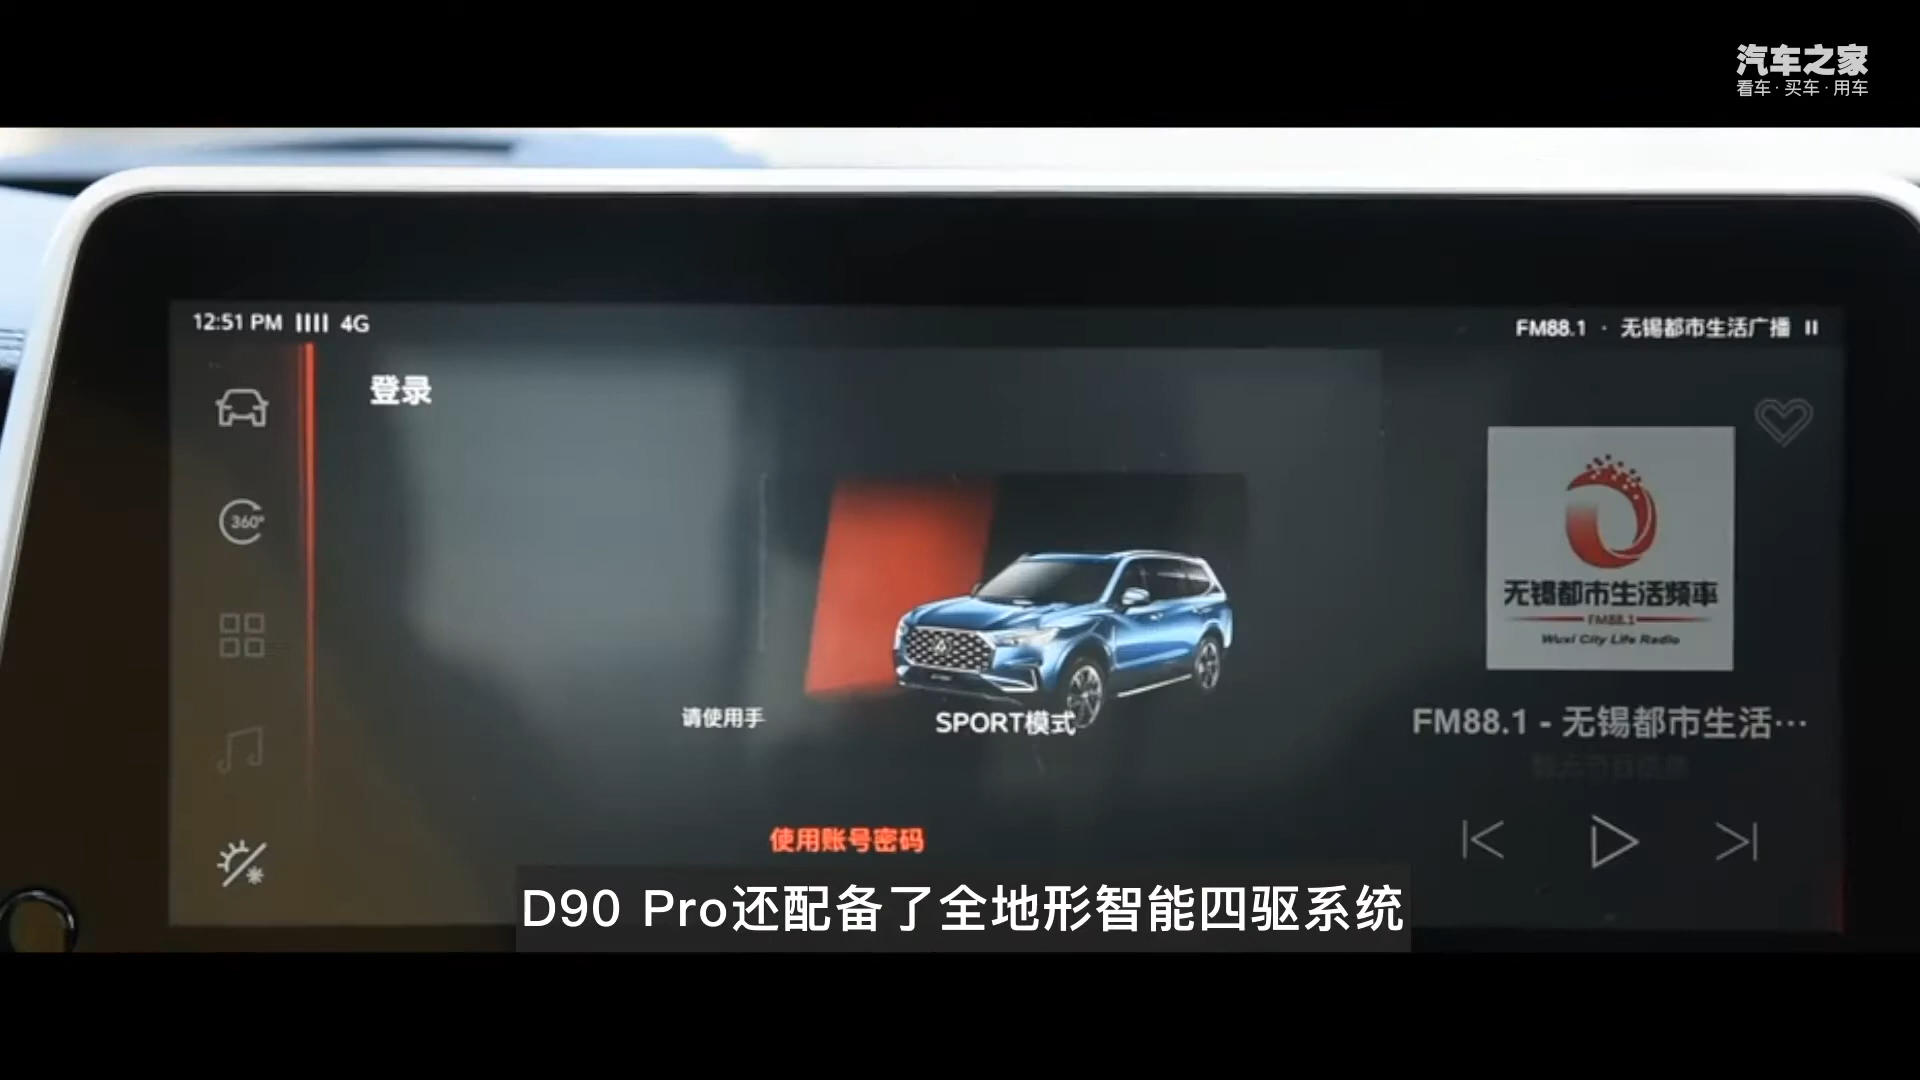 汽车之家
看车·买车·用车
12:51 PM 4G
FM88.1 · 无锡都市生活广播
登录
360°
无锡都市生活频率
FM88.1
Wuxi City Life Radio
请使用手
SPORT模式
FM88.1 - 无锡都市生活···
使用账号密码
D90 Pro还配备了全地形智能四驱系统